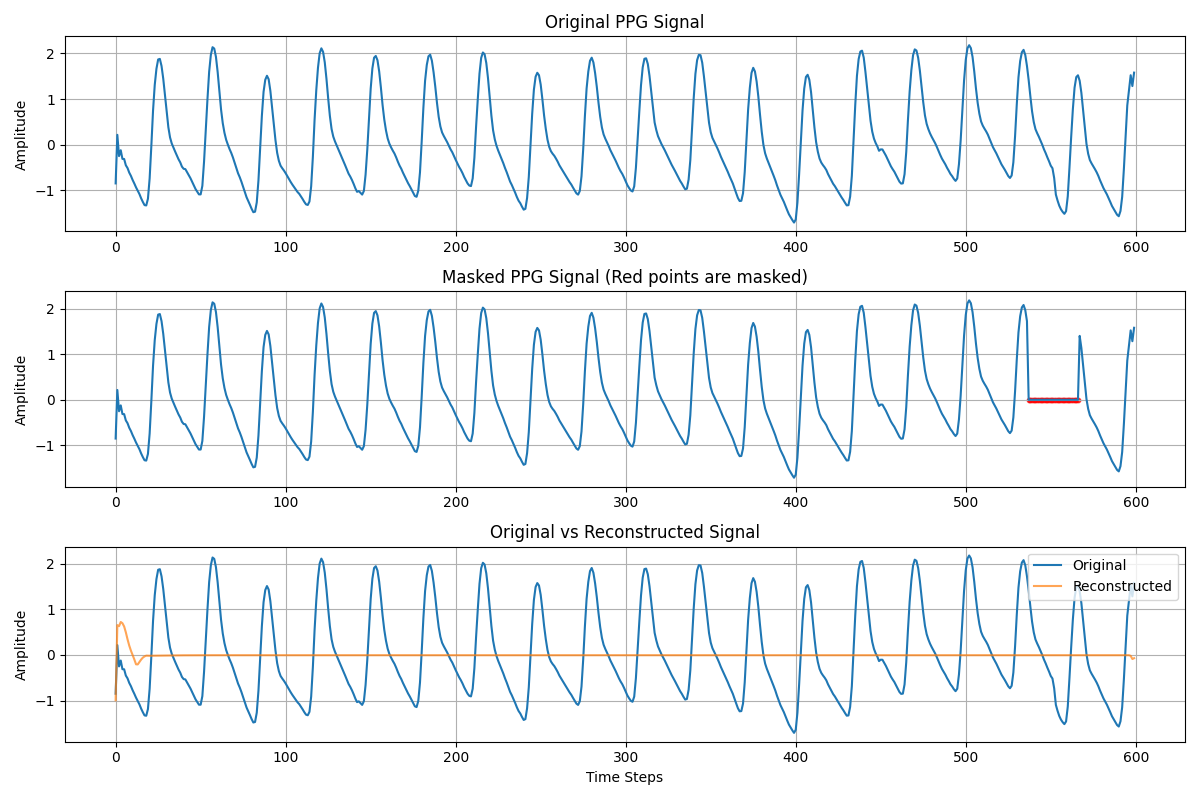 Original PPG Signal
Amplitude
2
1
0
−1
0 100 200 300 400 500 600
Masked PPG Signal (Red points are masked)
Amplitude
2
1
0
−1
0 100 200 300 400 500 600
Original vs Reconstructed Signal
Amplitude
2
1
0
−1
Original
Reconstructed
0 100 200 300 400 500 600
Time Steps